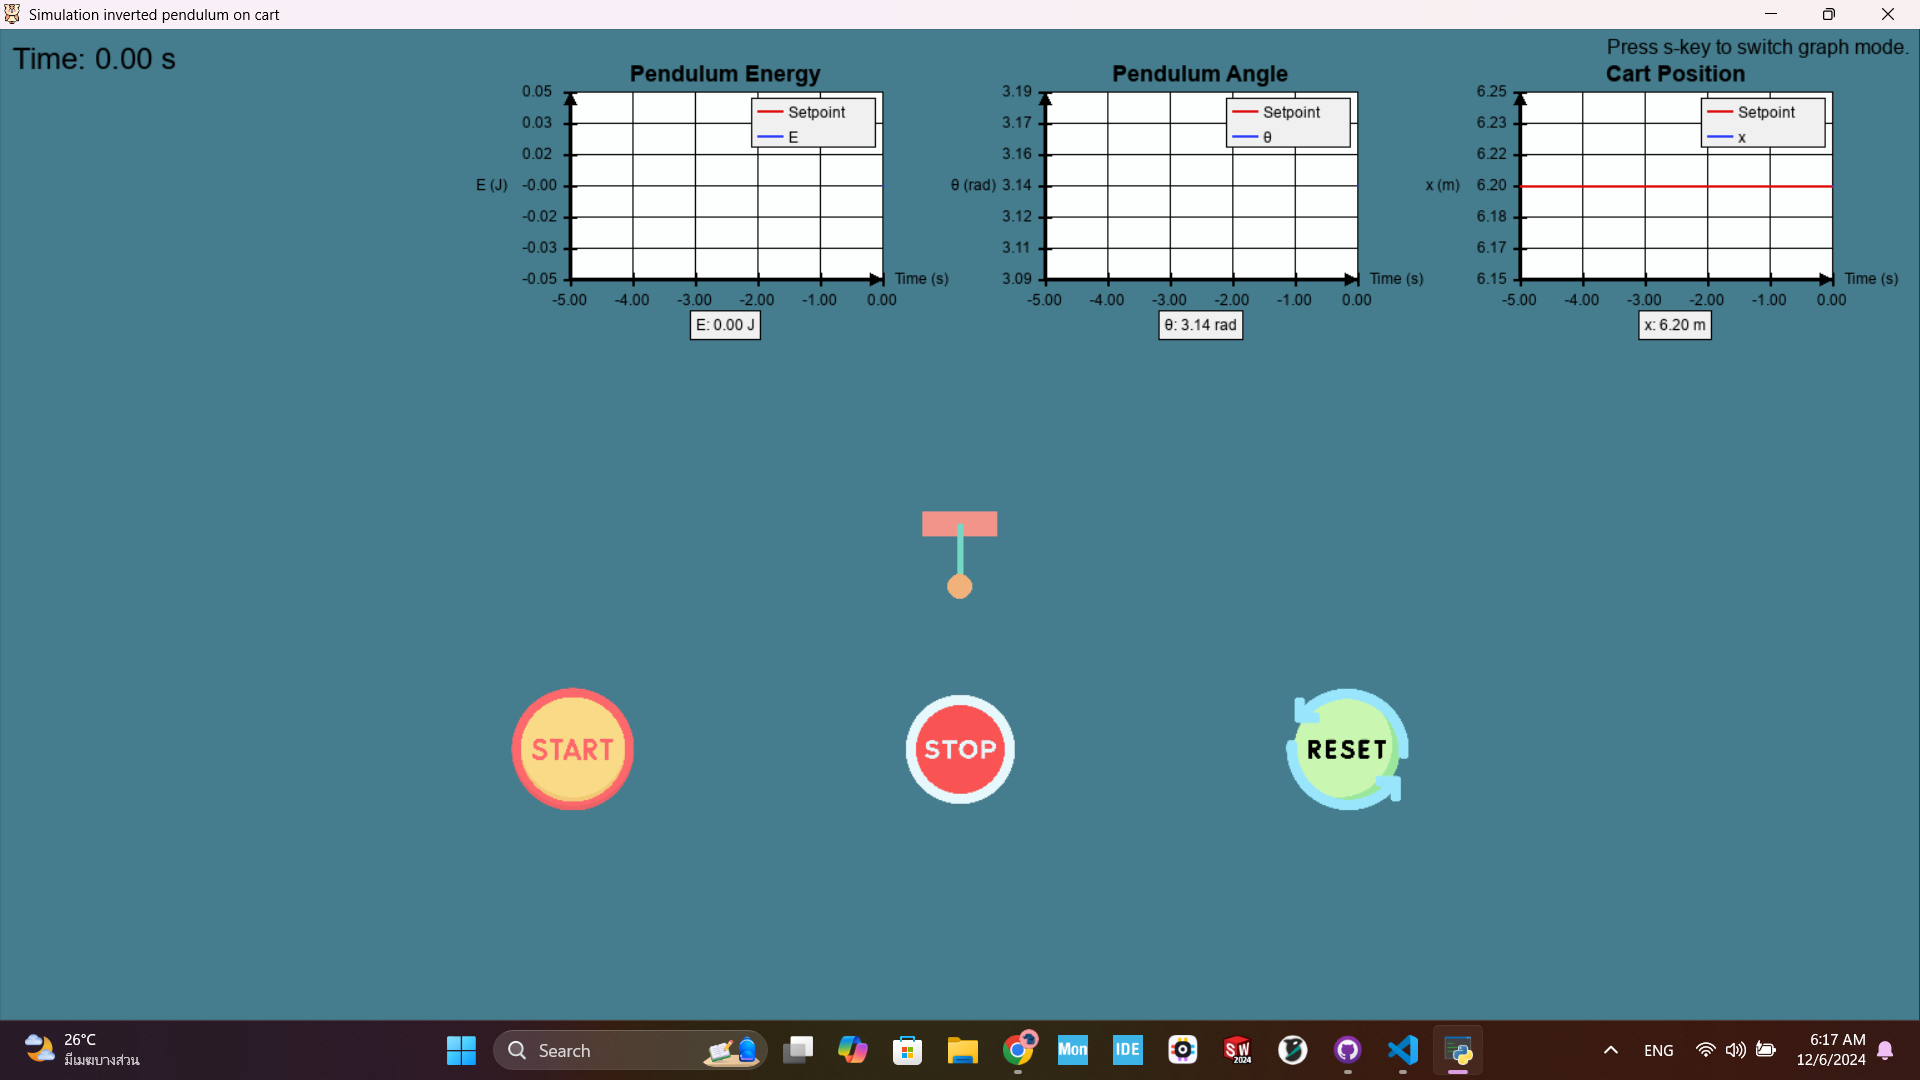 Simulation inverted pendulum on cart
Time: 0.00 s
Press s-key to switch graph mode.
Pendulum Energy
0.05
0.03
0.02
E (J) -0.00
-0.02
-0.03
-0.05
Setpoint
E
-5.00 -4.00 -3.00 -2.00 -1.00 0.00
Time (s)
E: 0.00 J
Pendulum Angle
3.19
3.17
3.16
θ (rad) 3.14
3.12
3.11
3.09
Setpoint
θ
-5.00 -4.00 -3.00 -2.00 -1.00 0.00
Time (s)
θ: 3.14 rad
Cart Position
6.25
6.23
6.22
x (m) 6.20
6.18
6.17
6.15
Setpoint
x
-5.00 -4.00 -3.00 -2.00 -1.00 0.00
Time (s)
x: 6.20 m
START
STOP
RESET
26°C
มีเมฆบางส่วน
Search
Mon
IDE
SW
2024
ENG
6:17 AM
12/6/2024